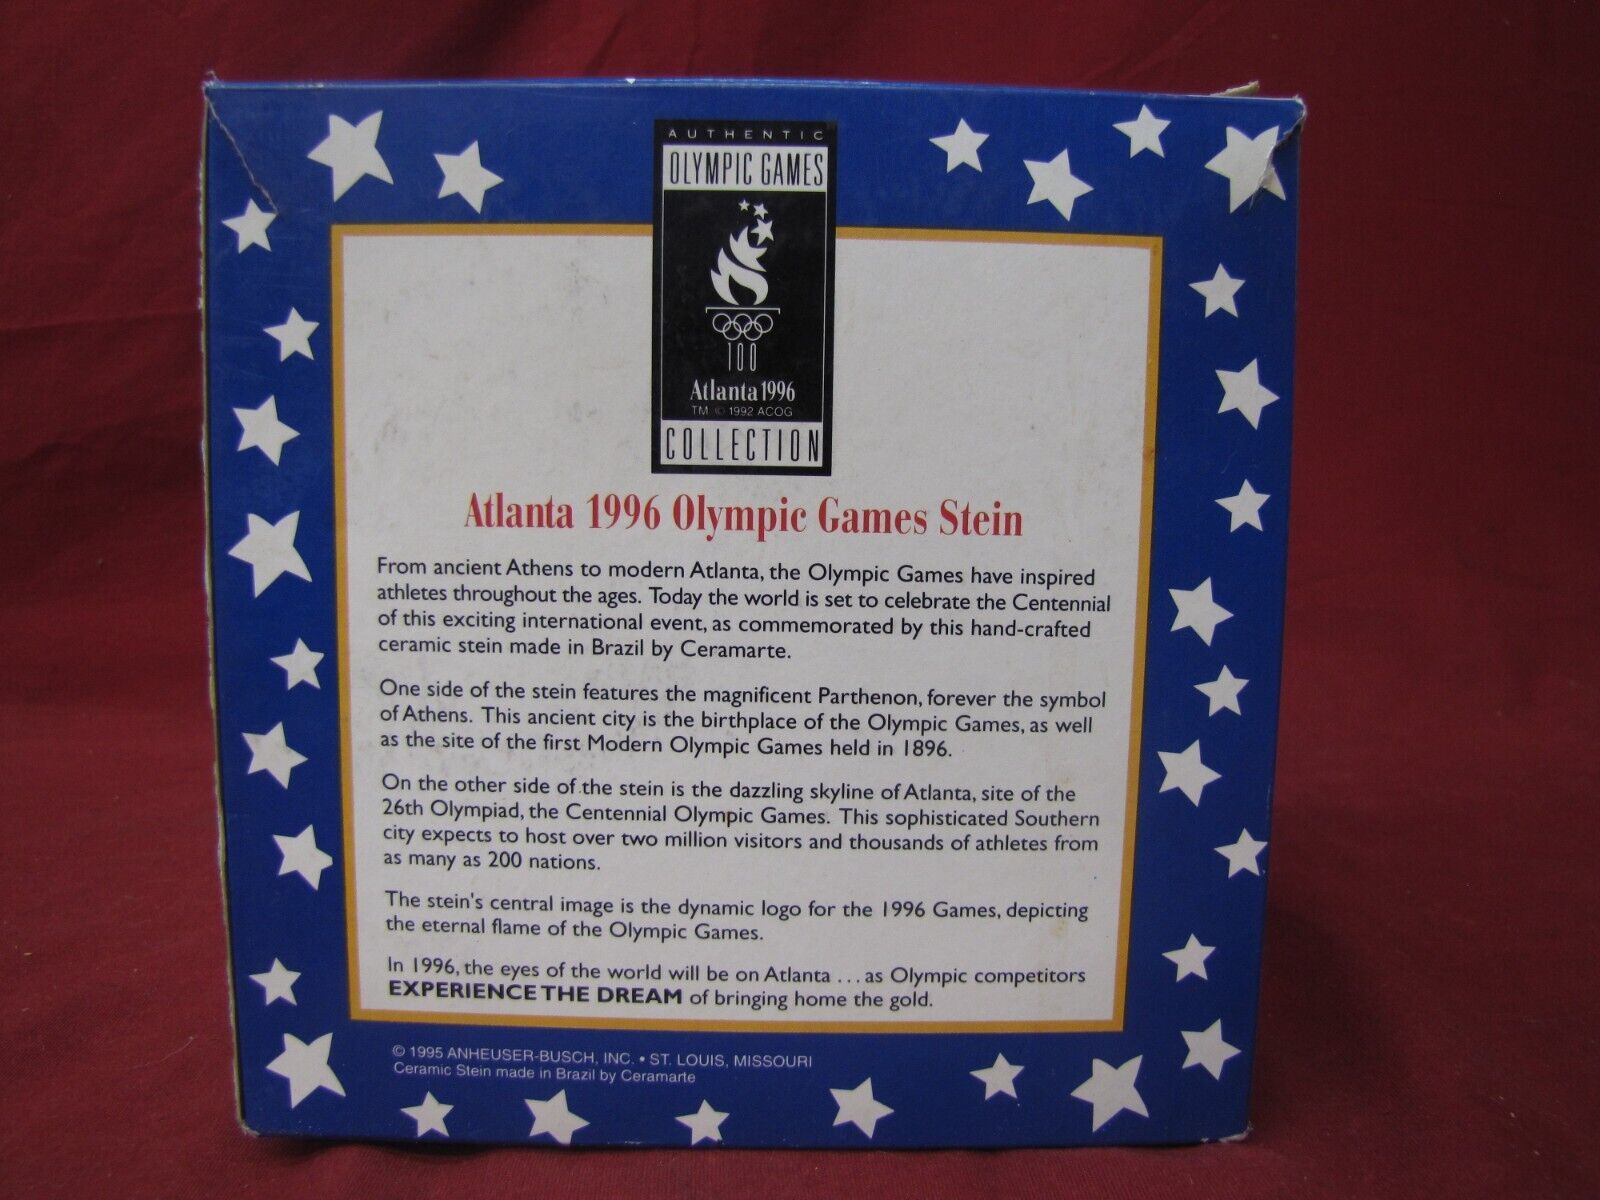 AUTHENTIC
OLYMPIC GAMES
100
Atlanta 1996
TM © 1992 ACOG
COLLECTION
Atlanta 1996 Olympic Games Stein
From ancient Athens to modern Atlanta, the Olympic Games have inspired
athletes throughout the ages. Today the world is set to celebrate the Centennial
of this exciting international event, as commemorated by this hand-crafted
ceramic stein made in Brazil by Ceramarte.
One side of the stein features the magnificent Parthenon, forever the symbol
of Athens. This ancient city is the birthplace of the Olympic Games, as well
as the site of the first Modern Olympic Games held in 1896.
On the other side of the stein is the dazzling skyline of Atlanta, site of the
26th Olympiad, the Centennial Olympic Games. This sophisticated Southern
city expects to host over two million visitors and thousands of athletes from
as many as 200 nations.
The stein's central image is the dynamic logo for the 1996 Games, depicting
the eternal flame of the Olympic Games.
In 1996, the eyes of the world will be on Atlanta . . . as Olympic competitors
EXPERIENCE THE DREAM of bringing home the gold.
© 1995 ANHEUSER-BUSCH, INC. • ST. LOUIS, MISSOURI
Ceramic Stein made in Brazil by Ceramarte